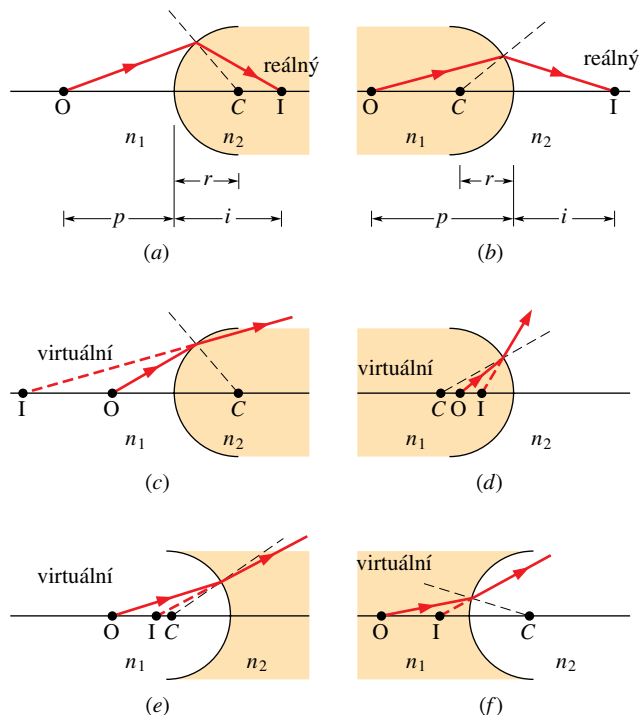 reálný
O C I
n1 n2
r
p i
(a)
reálný
O C I
n1 n2
r
p i
(b)
virtuální
I O C
n1 n2
(c)
virtuální
C O I
n1 n2
(d)
virtuální
O I C
n1 n2
(e)
virtuální
O I C
n1 n2
(f)